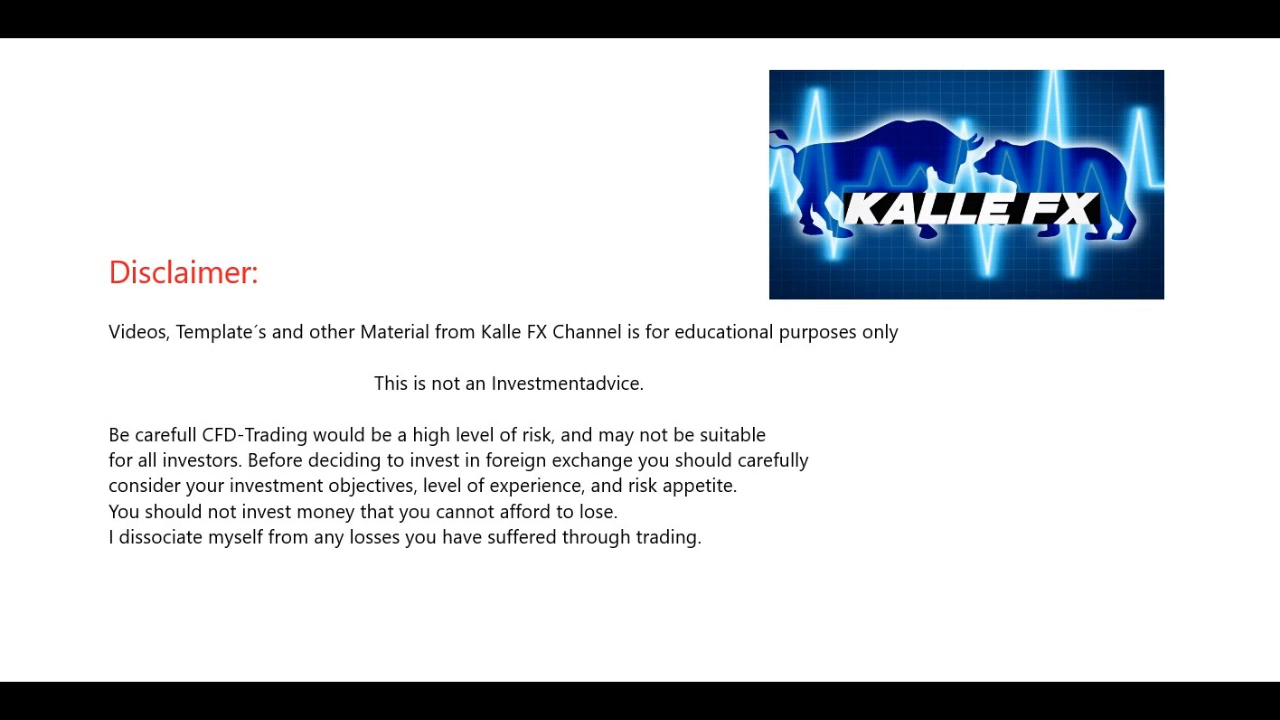 KALLE FX
Disclaimer:
Videos, Template´s and other Material from Kalle FX Channel is for educational purposes only
This is not an Investmentadvice.
Be carefull CFD-Trading would be a high level of risk, and may not be suitable
for all investors. Before deciding to invest in foreign exchange you should carefully
consider your investment objectives, level of experience, and risk appetite.
You should not invest money that you cannot afford to lose.
I dissociate myself from any losses you have suffered through trading.